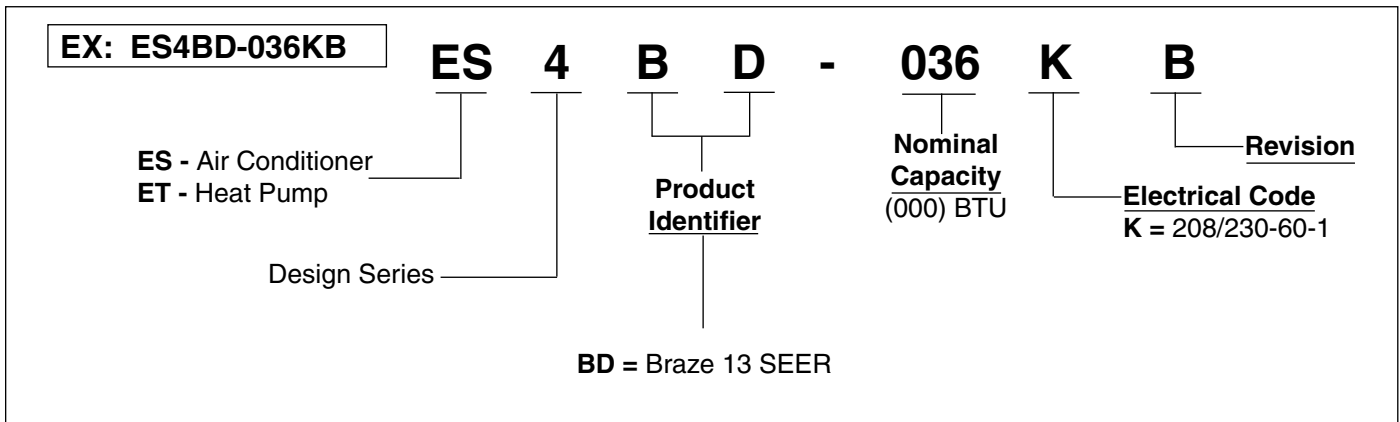 EX: ES4BD-036KB
ES 4 B D - 036 K B
ES - Air Conditioner
ET - Heat Pump
Design Series
Product
Identifier
BD = Braze 13 SEER
Nominal
Capacity
(000) BTU
Electrical Code
K = 208/230-60-1
Revision